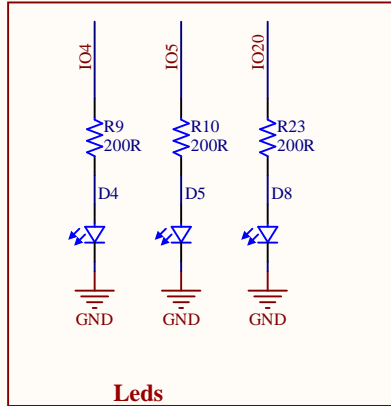 IO4 IO5 IO20
R9 R10 R23
200R 200R 200R
D4 D5 D8
GND GND GND
Leds